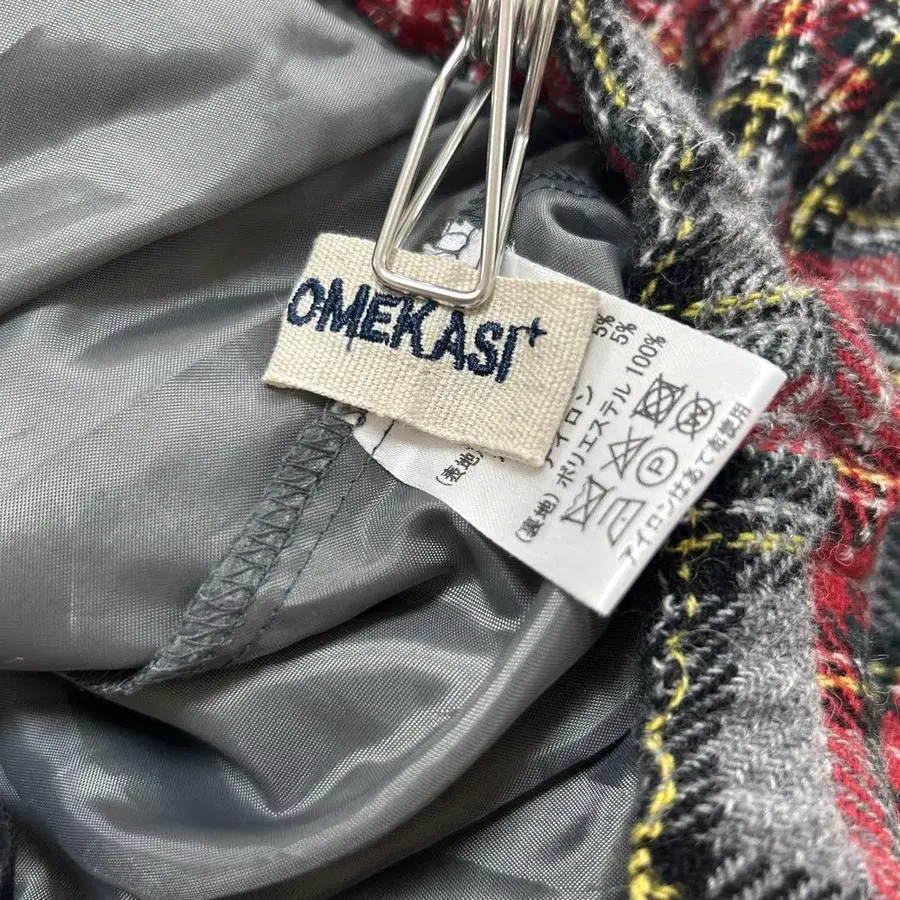 OMEKASI+
5%
5%
(表地)
イロン
(裏地) ポリエステル 100%
P
アイロンはあて布使用